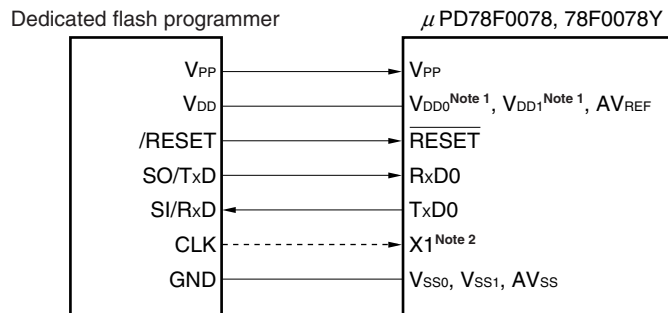 Dedicated flash programmer μPD78F0078, 78F0078Y
VPP VPP
VDD VDD0Note 1, VDD1Note 1, AVREF
/RESET RESET
SO/TxD RxD0
SI/RxD TxD0
CLK X1Note 2
GND VSS0, VSS1, AVSS